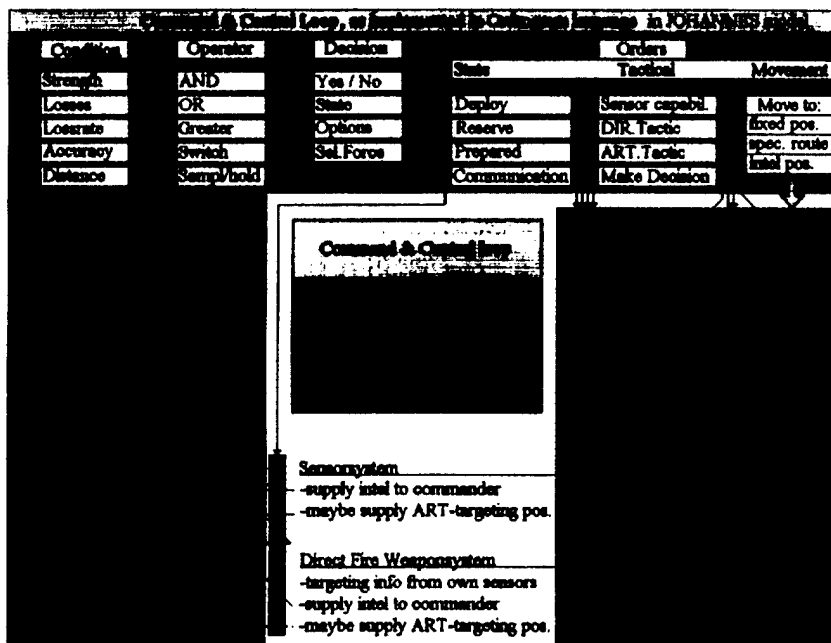 Command & Control Loop, as implemented in language in JOHANNES model.
Condition Operator Decision Orders
State Tactical Movement
Strength AND Yes / No
Losses OR State Deploy Sensor capabil. Move to:
Lossrate Greater Options Reserve DIR.Tactic fixed pos.
Accuracy Switch Sel.Force Prepared ART.Tactic spec. route
Distance Sampl/hold Communication Make Decision intel pos.
Command & Control loop
Sensorsystem
-supply intel to commander
-maybe supply ART-targeting pos.
Direct Fire Weaponsystem
-targeting info from own sensors
-supply intel to commander
-maybe supply ART-targeting pos.